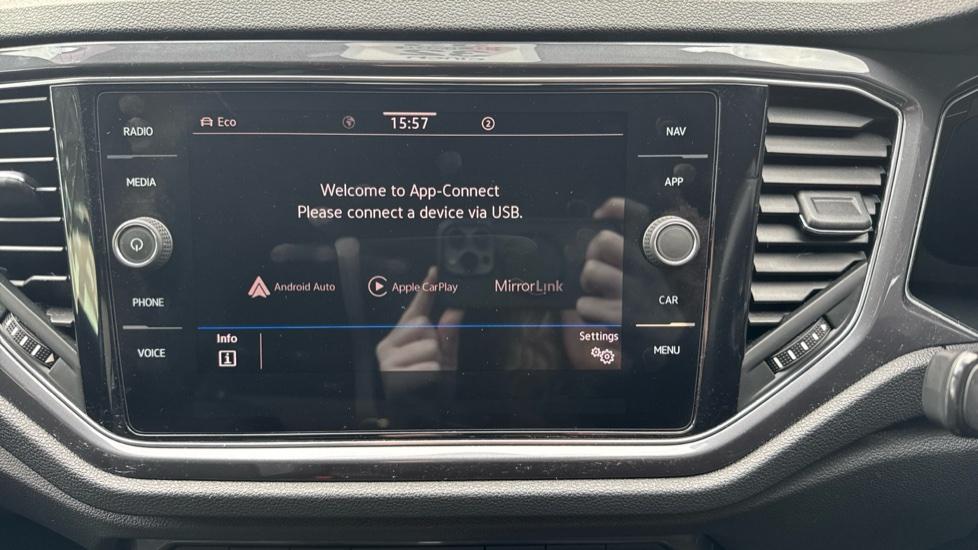 RADIO
MEDIA
PHONE
VOICE
Eco
15:57
2
Welcome to App-Connect
Please connect a device via USB.
Android Auto
Apple CarPlay
MirrorLink
Info
i
Settings
NAV
APP
CAR
MENU